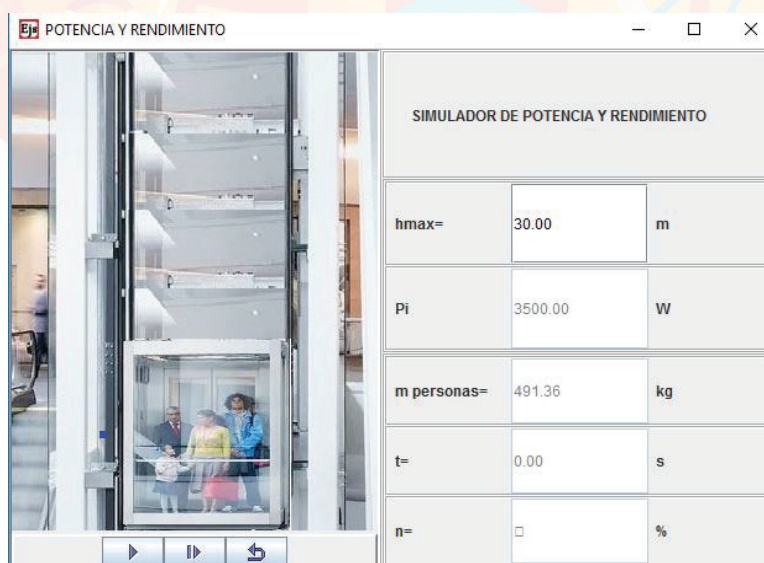 Ejs POTENCIA Y RENDIMIENTO
SIMULADOR DE POTENCIA Y RENDIMIENTO
hmax= 30.00 m
Pi 3500.00 W
m personas= 491.36 kg
t= 0.00 s
n= %